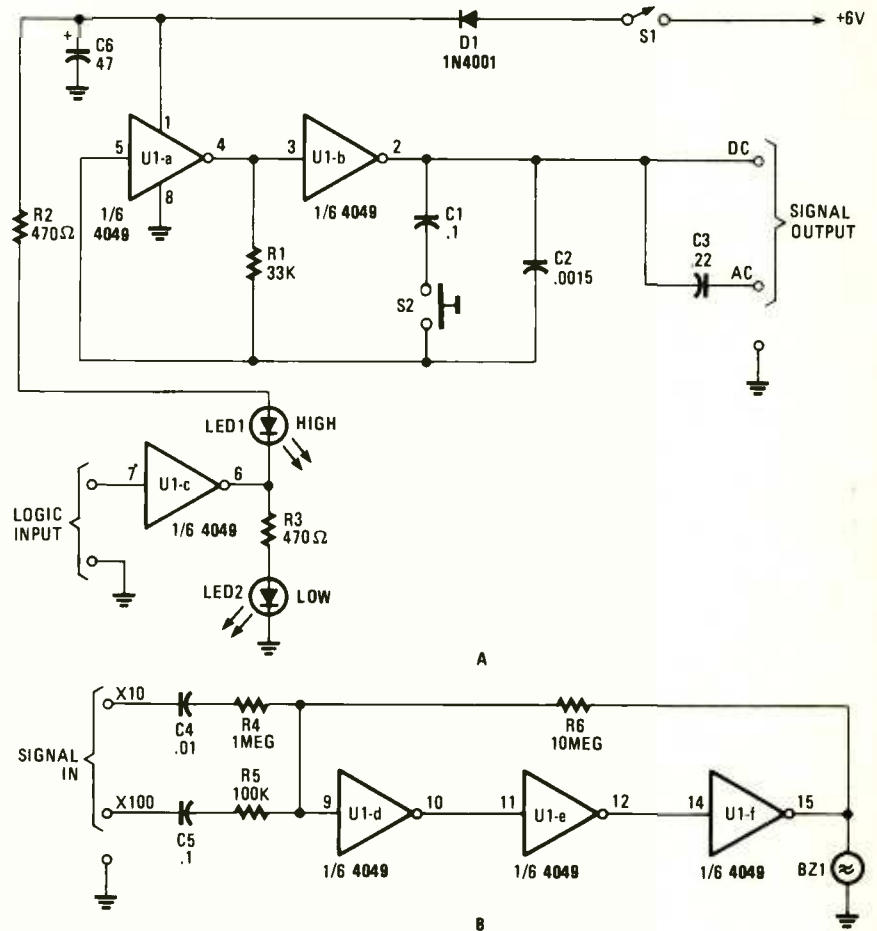 +6V
S1
D1
1N4001
+
C6
47
1
5
U1-a
4
8
1/6
4049
3
U1-b
2
1/6 4049
R2
470Ω
R1
33K
C1
.1
S2
C2
.0015
DC
SIGNAL
OUTPUT
C3
.22
AC
LED1
HIGH
LOGIC
INPUT
7
U1-c
6
1/6 4049
R3
470Ω
LED2
LOW
A
SIGNAL
IN
X10
C4
.01
R4
1MEG
R6
10MEG
X100
C5
.1
R5
100K
9
U1-d
10
1/6 4049
11
U1-e
12
1/6 4049
14
U1-f
15
1/6 4049
BZ1
B